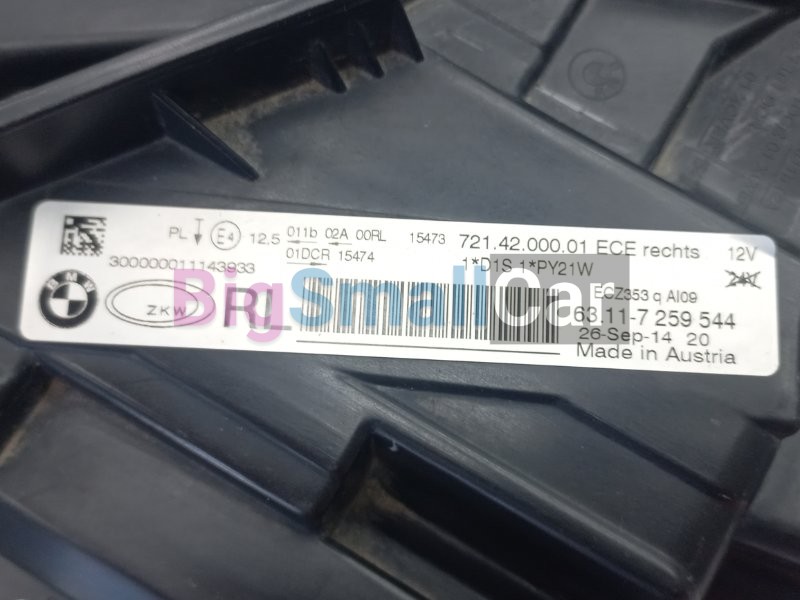 PL E4 12.5 011b 02A 00RL 15473 721.42.000.01 ECE rechts 12V
300000011143933 01DCR 15474 1*D1S 1*PY21W 24V
BMW ZKW RL ECZ353 q AI09
63.11-7 259 544
26-Sep-14 20
Made in Austria
BigSmallCar